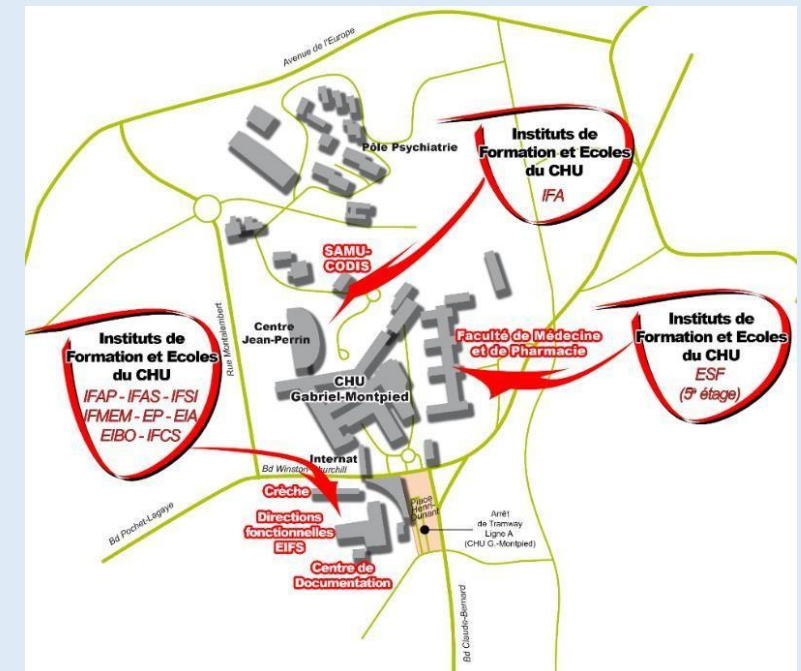 Avenue de l'Europe
Pôle Psychiatrie
Instituts de
Formation et Ecoles
du CHU
IFA
SAMU-
CODIS
Rue Montalembert
Centre
Jean-Perrin
Instituts de
Formation et Ecoles
du CHU
IFAP - IFAS - IFSI
IFMEM - EP - EIA
EIBO - IFCS
CHU
Gabriel-Montpied
Faculté de Médecine
et de Pharmacie
Instituts de
Formation et Ecoles
du CHU
ESF
(5e étage)
Internat
Bd Winston-Churchill
Crèche
Bd Pochet-Lagaye
Directions
fonctionnelles
EIFS
Place
Henri-
Dunant
Arrêt
de Tramway
Ligne A
(CHU G.-Montpied)
Centre de
Documentation
Bd Claude-Bernard